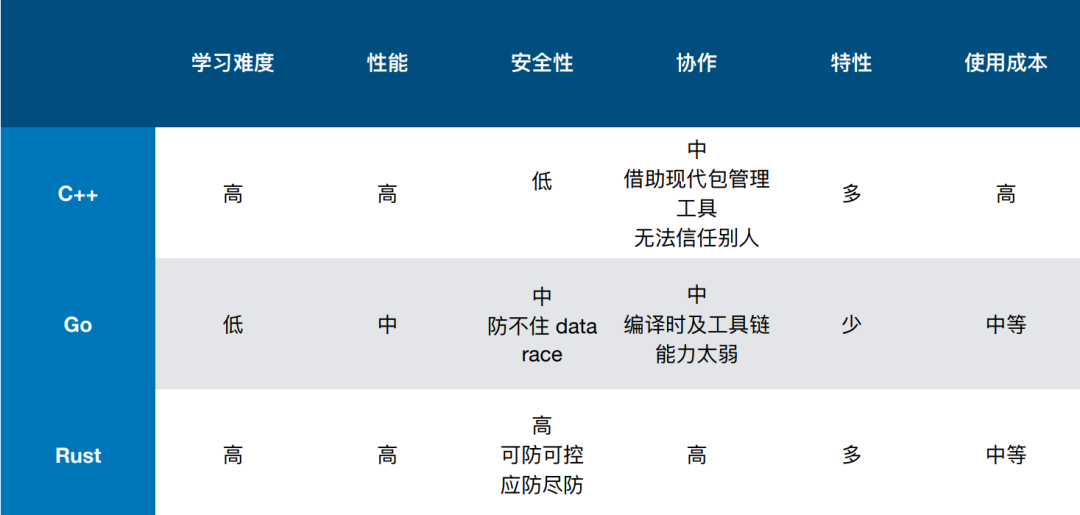 学习难度 性能 安全性 协作 特性 使用成本
C++ 高 高 低 中 多 高
借助现代包管理
工具
无法信任别人
Go 低 中 中 中 少 中等
防不住 data
race
编译时及工具链
能力太弱
Rust 高 高 高 高 多 中等
可防可控
应防尽防